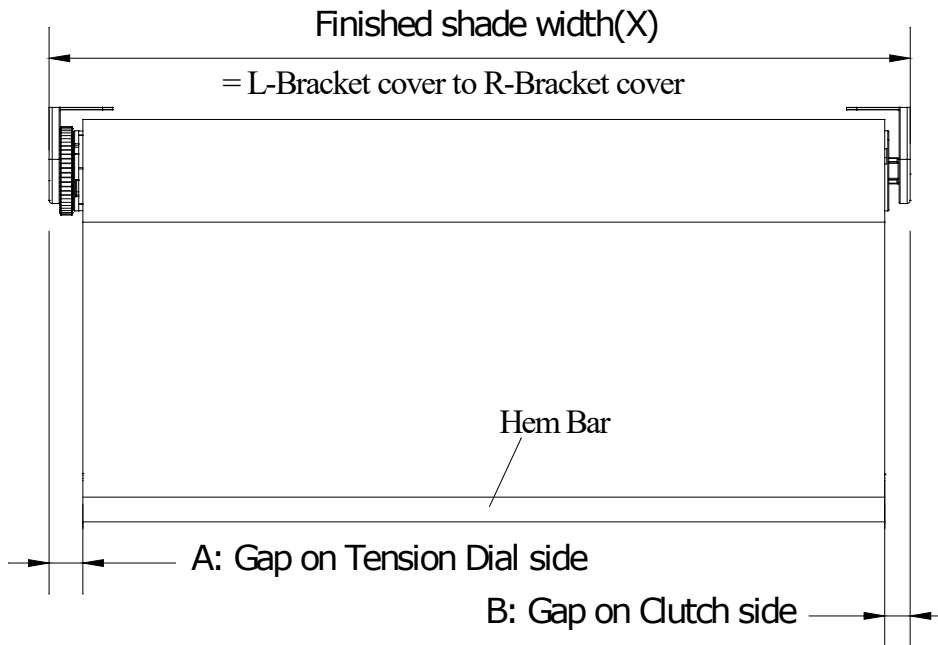 Finished shade width(X)
= L-Bracket cover to R-Bracket cover
Hem Bar
A: Gap on Tension Dial side
B: Gap on Clutch side